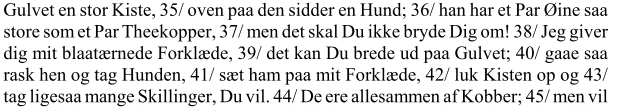 Gulvet en stor Kiste, 35/ oven paa den sidder en Hund; 36/ han har et Par Øine saa
store som et Par Theekopper, 37/ men det skal Du ikke bryde Dig om! 38/ Jeg giver
dig mit blaatærnede Forklæde, 39/ det kan Du brede ud paa Gulvet; 40/ gaae saa
rask hen og tag Hunden, 41/ sæt ham paa mit Forklæde, 42/ luk Kisten op og 43/
tag ligesaa mange Skillinger, Du vil. 44/ De ere allesammen af Kobber; 45/ men vil